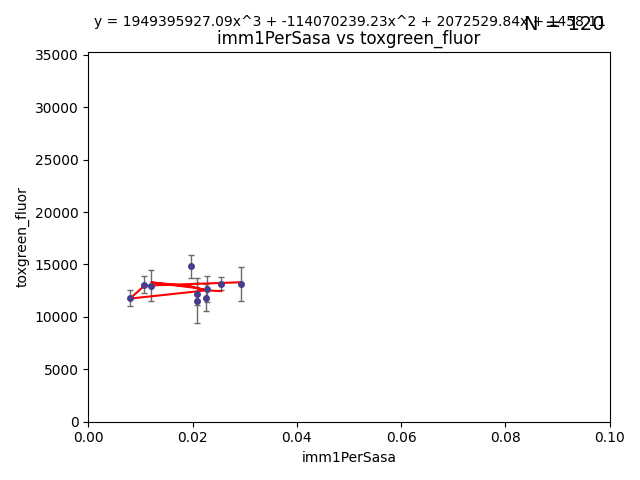 y = 1949395927.09x^3 + -114070239.23x^2 + 2072529.84x + 1458.11
N = 120
imm1PerSasa vs toxgreen_fluor
35000
30000
25000
20000
15000
10000
5000
0
toxgreen_fluor
0.00 0.02 0.04 0.06 0.08 0.10
imm1PerSasa